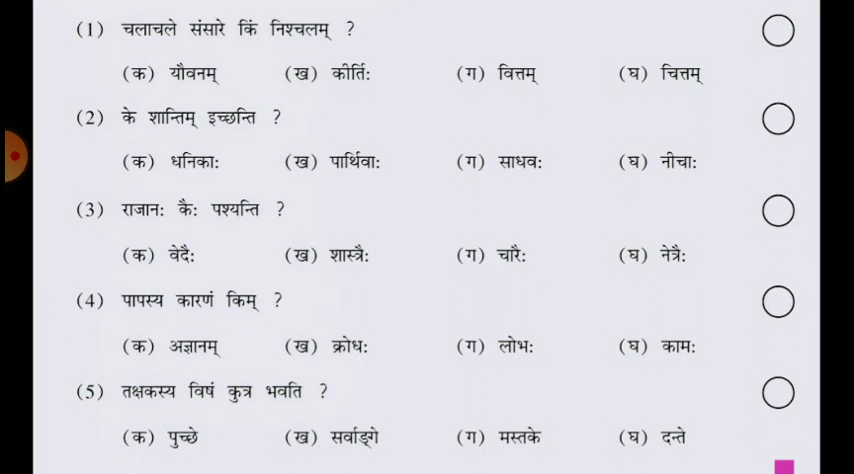 (1) चलाचले संसारे किं निश्चलम् ?
(क) यौवनम् (ख) कीर्तिः (ग) वित्तम् (घ) चित्तम्
(2) के शान्तिम् इच्छन्ति ?
(क) धनिकाः (ख) पार्थिवाः (ग) साधवः (घ) नीचाः
(3) राजानः कैः पश्यन्ति ?
(क) वेदैः (ख) शास्त्रैः (ग) चारैः (घ) नेत्रैः
(4) पापस्य कारणं किम् ?
(क) अज्ञानम् (ख) क्रोधः (ग) लोभः (घ) कामः
(5) तक्षकस्य विषं कुत्र भवति ?
(क) पुच्छे (ख) सर्वाङ्गे (ग) मस्तके (घ) दन्ते